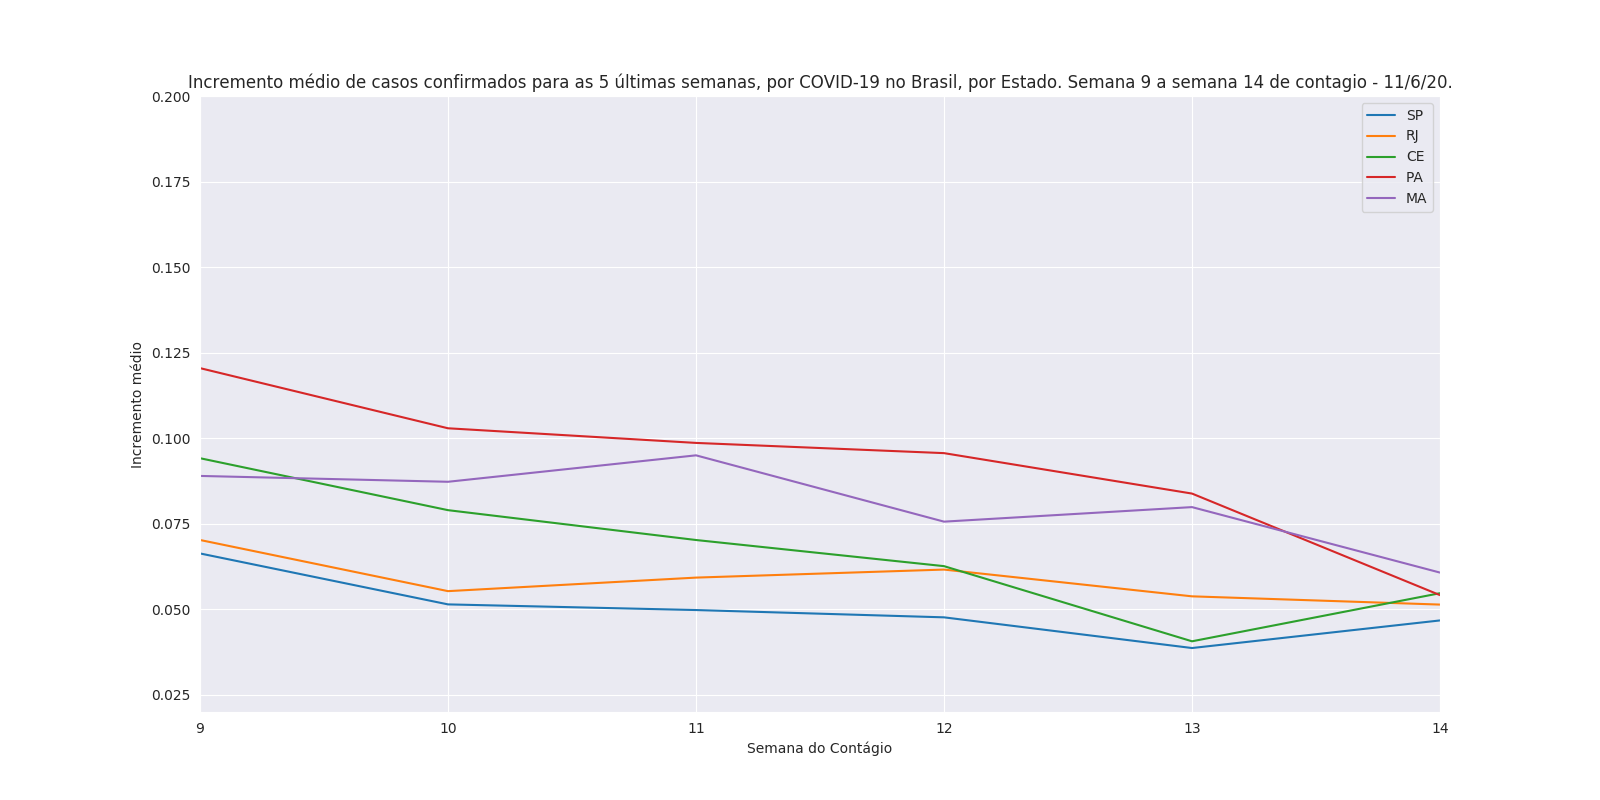 Incremento médio de casos confirmados para as 5 últimas semanas, por COVID-19 no Brasil, por Estado. Semana 9 a semana 14 de contagio - 11/6/20.
SP
RJ
CE
PA
MA
0.200
0.175
0.150
0.125
0.100
0.075
0.050
0.025
Incremento médio
9 10 11 12 13 14
Semana do Contágio